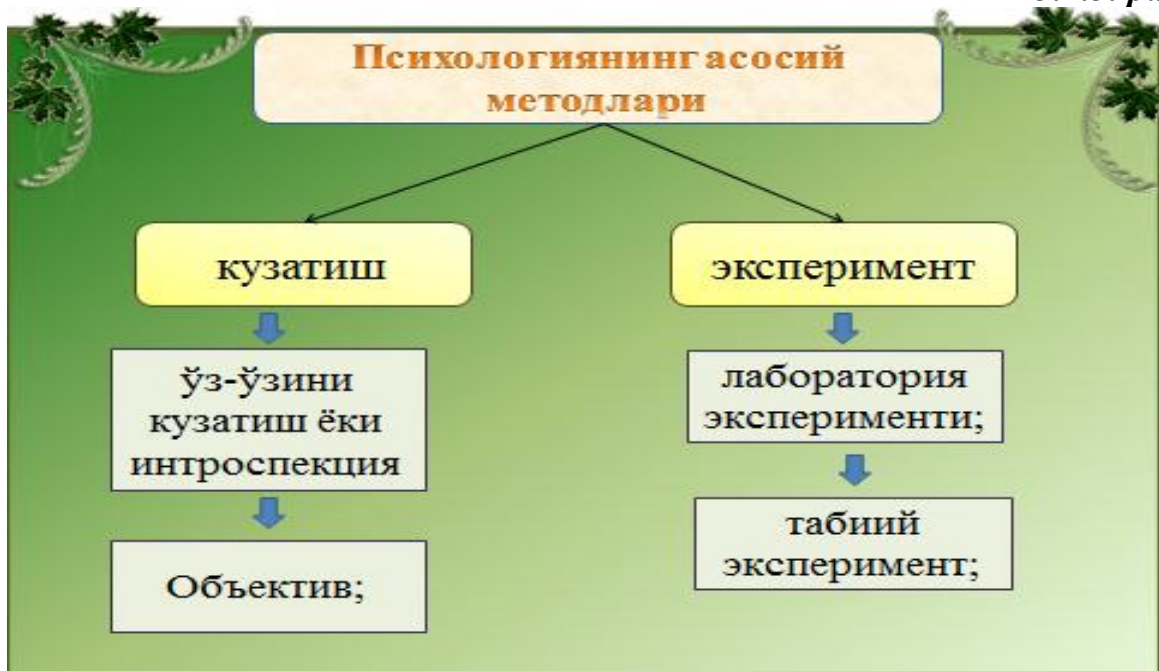 Психологиянинг асосий
методлари
кузатиш
эксперимент
ўз-ўзини
кузатиш ёки
интроспекция
лаборатория
эксперименти;
Объектив;
табиий
эксперимент;